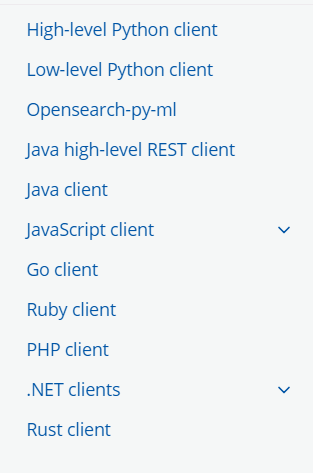 High-level Python client
Low-level Python client
Opensearch-py-ml
Java high-level REST client
Java client
JavaScript client
Go client
Ruby client
PHP client
.NET clients
Rust client